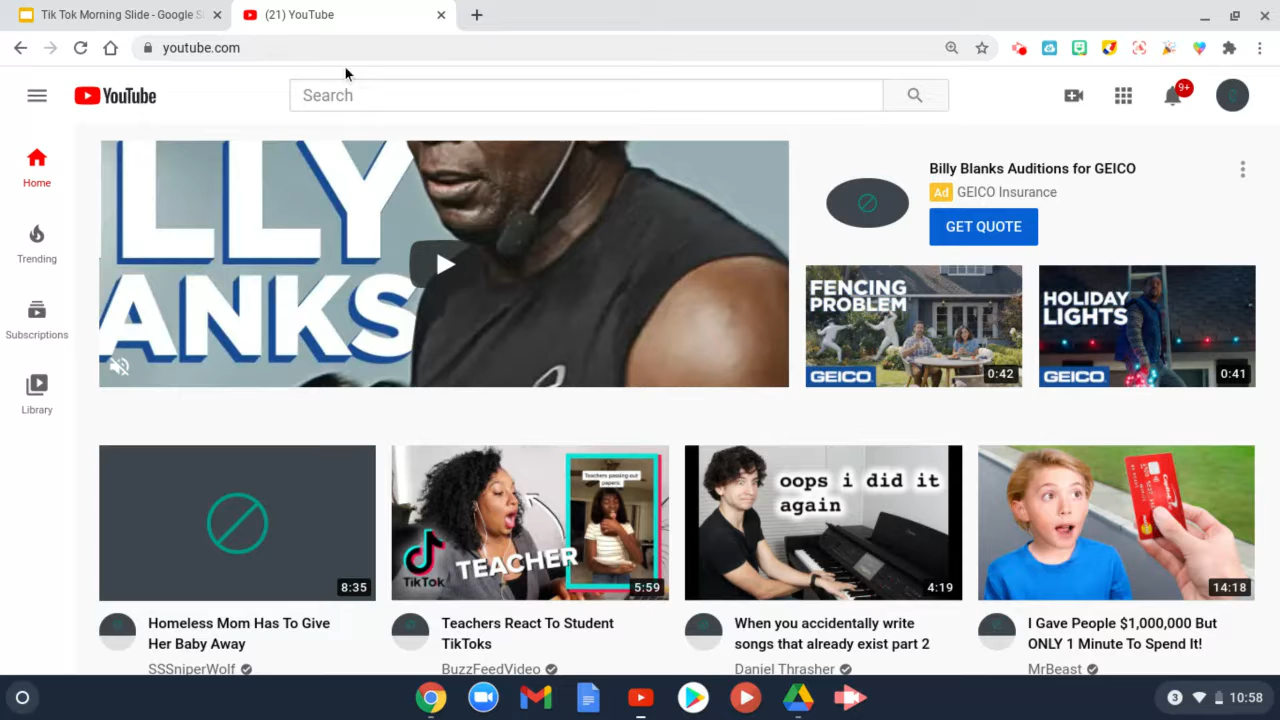 Tik Tok Morning Slide - Google S
(21) YouTube
youtube.com
YouTube
Search
9+
Home
Trending
Subscriptions
Library
LLY
ANKS
Billy Blanks Auditions for GEICO
Ad GEICO Insurance
GET QUOTE
FENCING
PROBLEM
GEICO
0:42
HOLIDAY
LIGHTS
GEICO
0:41
8:35
Homeless Mom Has To Give
Her Baby Away
SSSniperWolf
Teachers passing out
papers:
TikTok
TEACHER
5:59
Teachers React To Student
TikToks
BuzzFeedVideo
oops i did it
again
4:19
When you accidentally write
songs that already exist part 2
Daniel Thrasher
14:18
I Gave People $1,000,000 But
ONLY 1 Minute To Spend It!
MrBeast
3
10:58